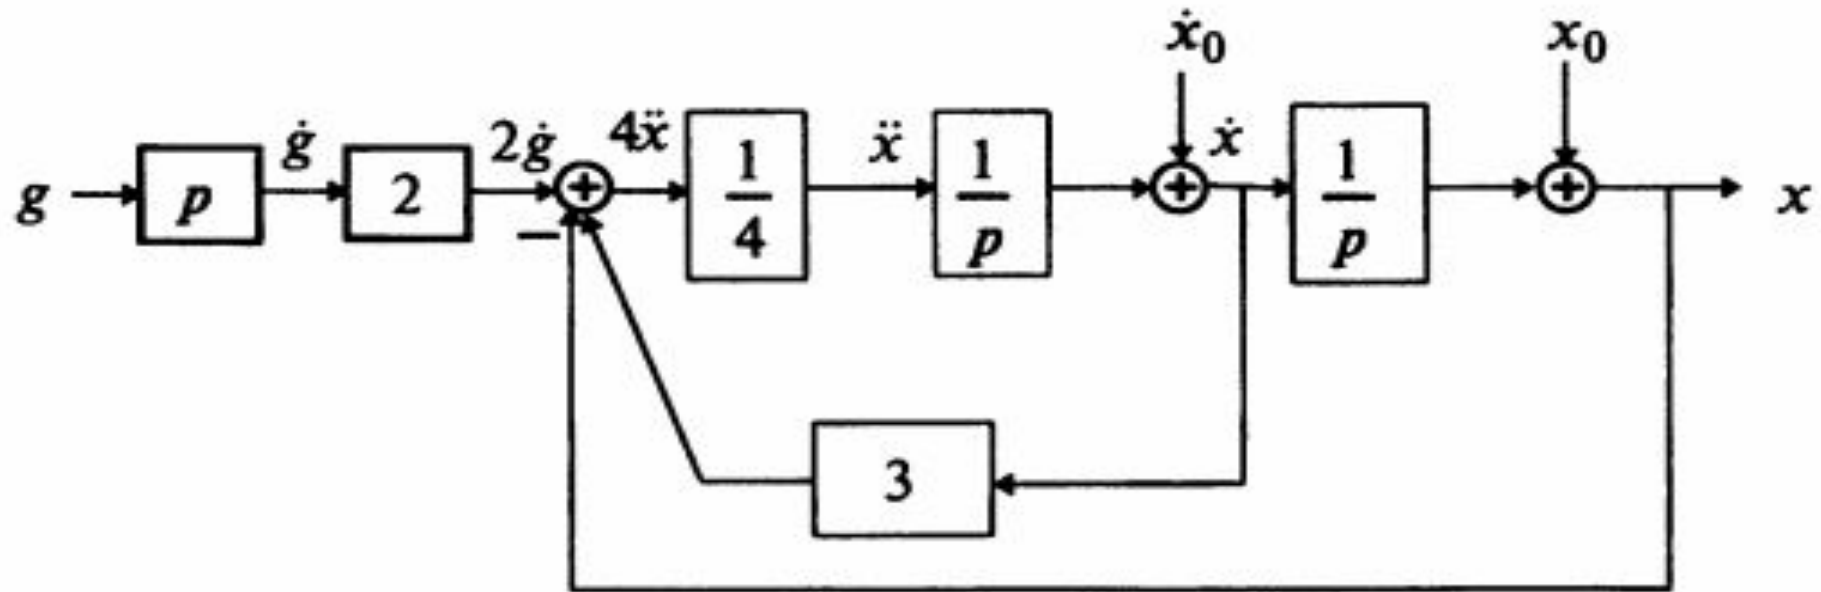 ẋ₀
x₀
g
p
ġ
2
2ġ
+
−
4ẍ
1
4
ẍ
1
p
+
ẋ
1
p
+
x
3